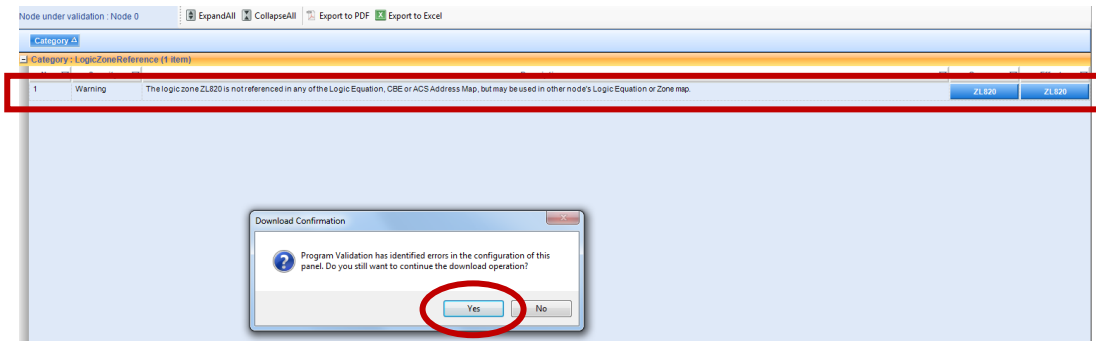 Node under validation : Node 0 ExpandAll CollapseAll Export to PDF Export to Excel
Category
Category : LogicZoneReference (1 item)
1 Warning The logic zone ZL820 is not referenced in any of the Logic Equation, CBE or ACS Address Map, but may be used in other node's Logic Equation or Zone map. ZL820 ZL820
Download Confirmation
Program Validation has identified errors in the configuration of this
panel. Do you still want to continue the download operation?
Yes No